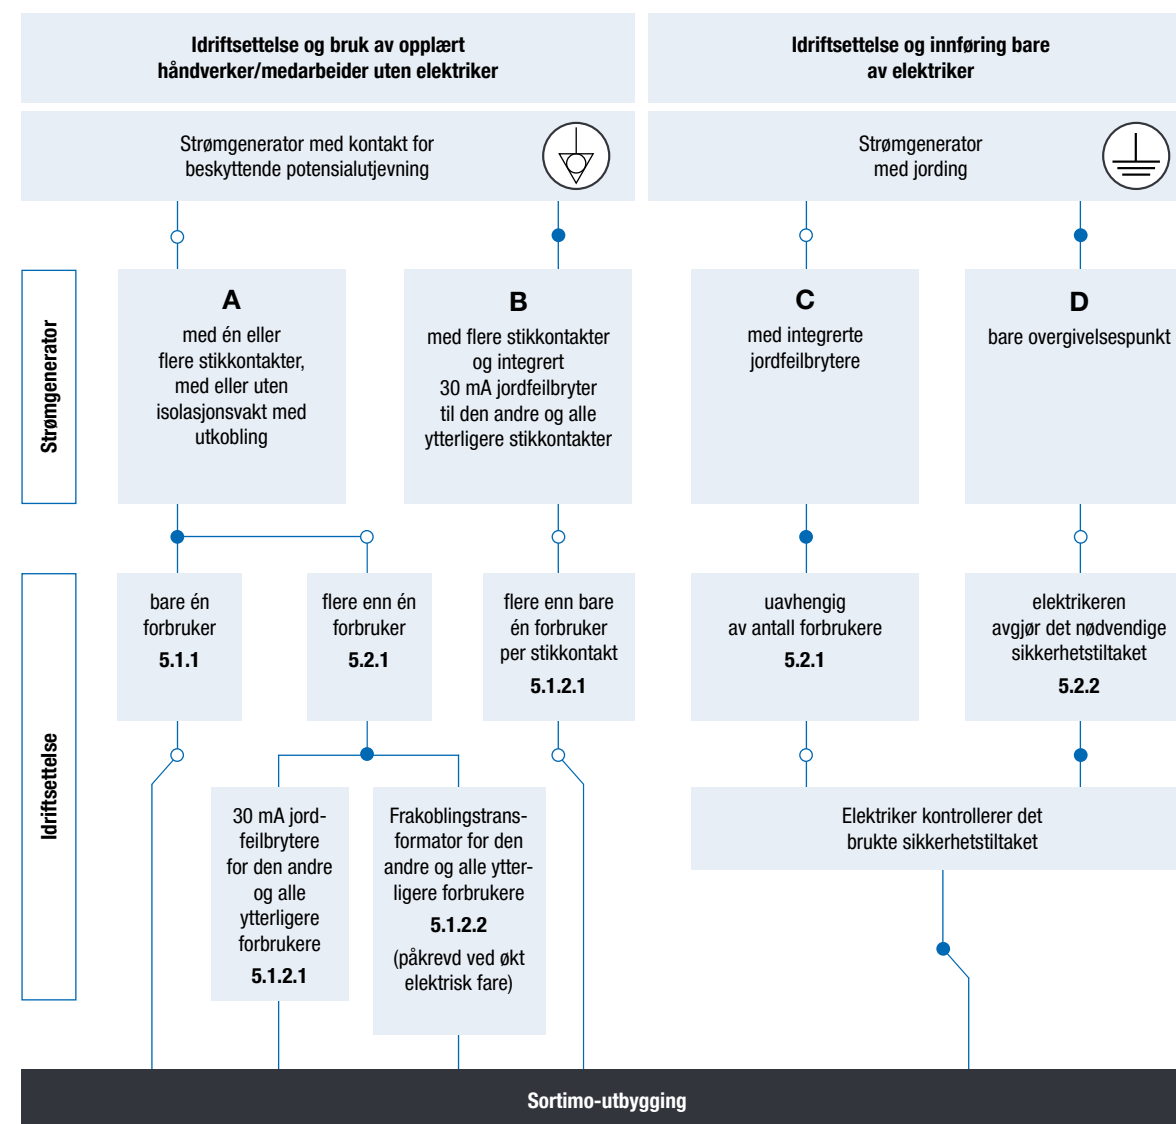 Idriftsettelse og bruk av opplært
håndverker/medarbeider uten elektriker
Idriftsettelse og innføring bare
av elektriker
Strømgenerator med kontakt for
beskyttende potensialutjevning
Strømgenerator
med jording
Strømgenerator
A
med én eller
flere stikkontakter,
med eller uten
isolasjonsvakt med
utkobling
B
med flere stikkontakter
og integrert
30 mA jordfeilbryter
til den andre og alle
ytterligere stikkontakter
C
med integrerte
jordfeilbrytere
D
bare overgivelsespunkt
Idriftsettelse
bare én
forbruker
5.1.1
flere enn én
forbruker
5.2.1
flere enn bare
én forbruker
per stikkontakt
5.1.2.1
uavhengig
av antall forbrukere
5.2.1
elektrikeren
avgjør det nødvendige
sikkerhetstiltaket
5.2.2
30 mA jord-
feilbrytere
for den andre
og alle
ytterligere
forbrukere
5.1.2.1
Frakoblingstrans-
formator for den
andre og alle ytter-
ligere forbrukere
5.1.2.2
(påkrevd ved økt
elektrisk fare)
Elektriker kontrollerer det
brukte sikkerhetstiltaket
Sortimo-utbygging